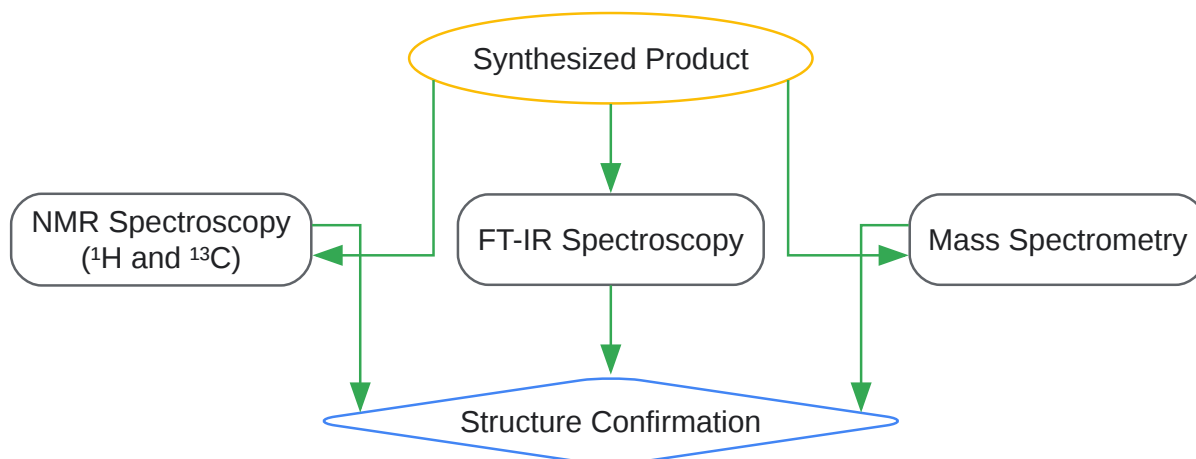 Synthesized Product
NMR Spectroscopy
(¹H and ¹³C)
FT-IR Spectroscopy
Mass Spectrometry
Structure Confirmation